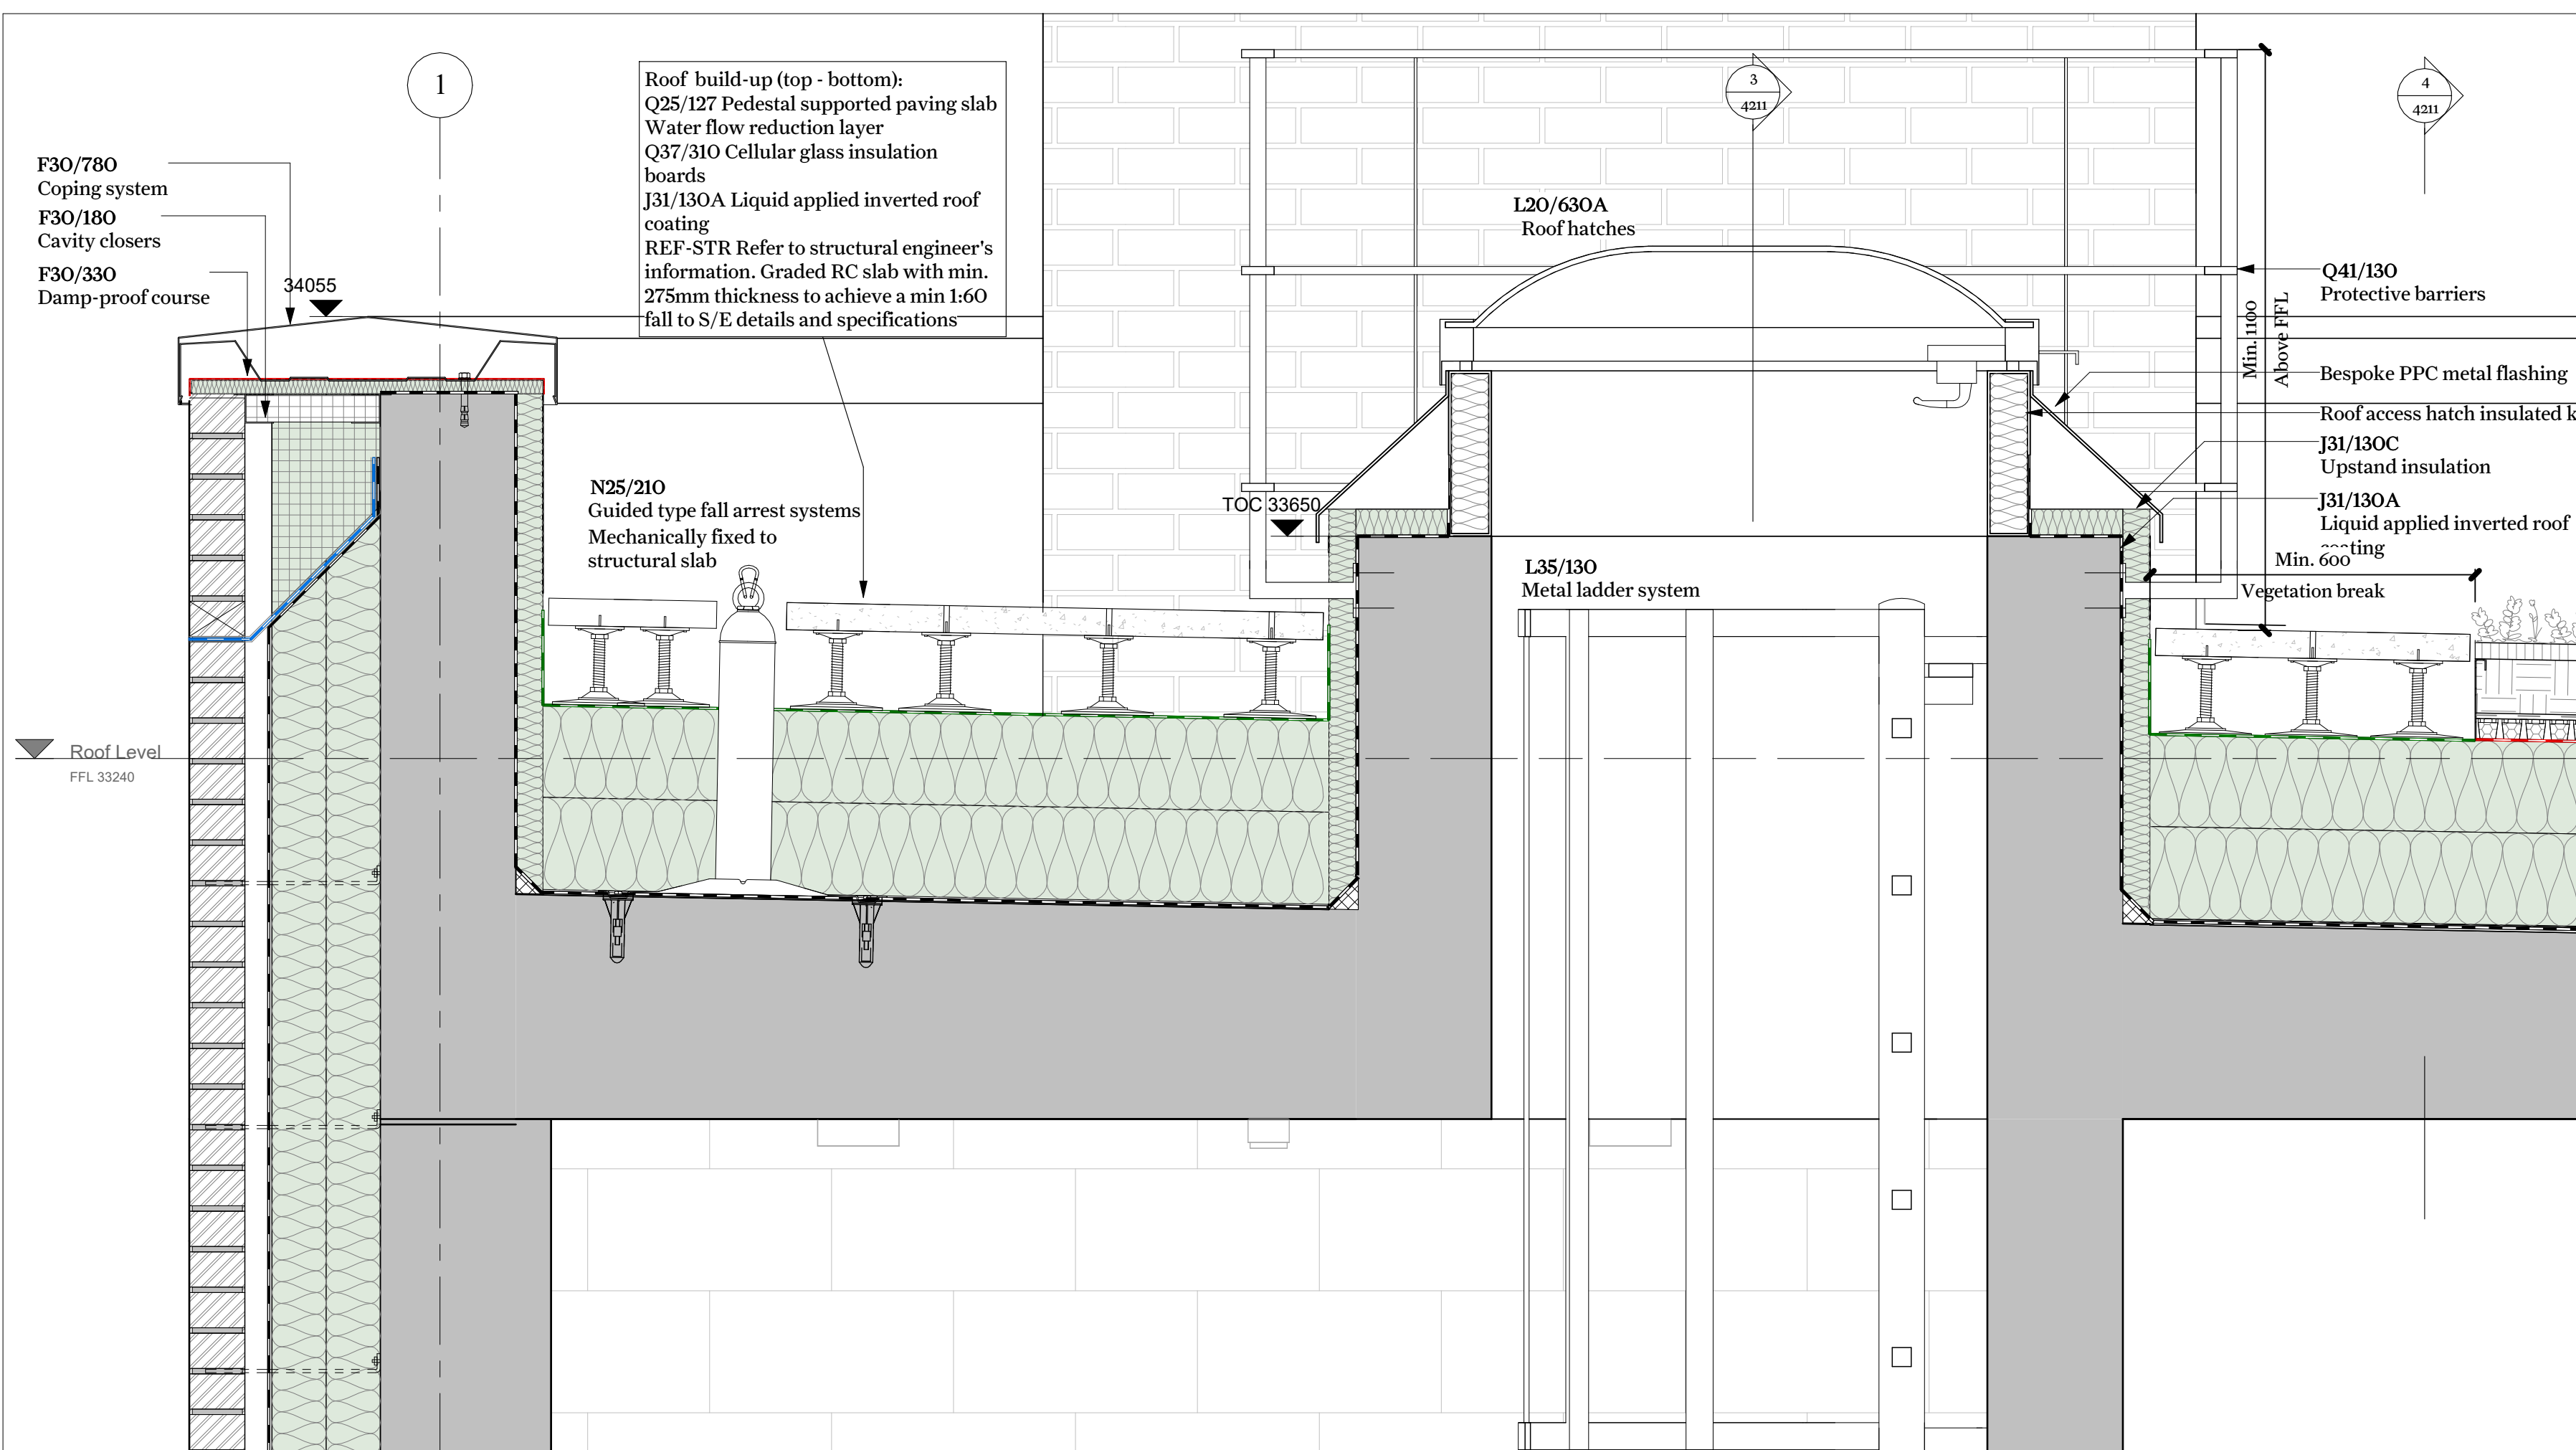 1
Roof build-up (top - bottom):
Q25/127 Pedestal supported paving slab
Water flow reduction layer
Q37/310 Cellular glass insulation
boards
J31/130A Liquid applied inverted roof
coating
REF-STR Refer to structural engineer's
information. Graded RC slab with min.
275mm thickness to achieve a min 1:60
fall to S/E details and specifications
3
4211
4
4211
F30/780
Coping system
F30/180
Cavity closers
F30/330
Damp-proof course
34055
L20/630A
Roof hatches
Q41/130
Protective barriers
Min. 1100
Above FFL
Bespoke PPC metal flashing
Roof access hatch insulated k
J31/130C
Upstand insulation
J31/130A
Liquid applied inverted roof
coating
Min. 600
Vegetation break
N25/210
Guided type fall arrest systems
Mechanically fixed to
structural slab
TOC 33650
L35/130
Metal ladder system
Roof Level
FFL 33240